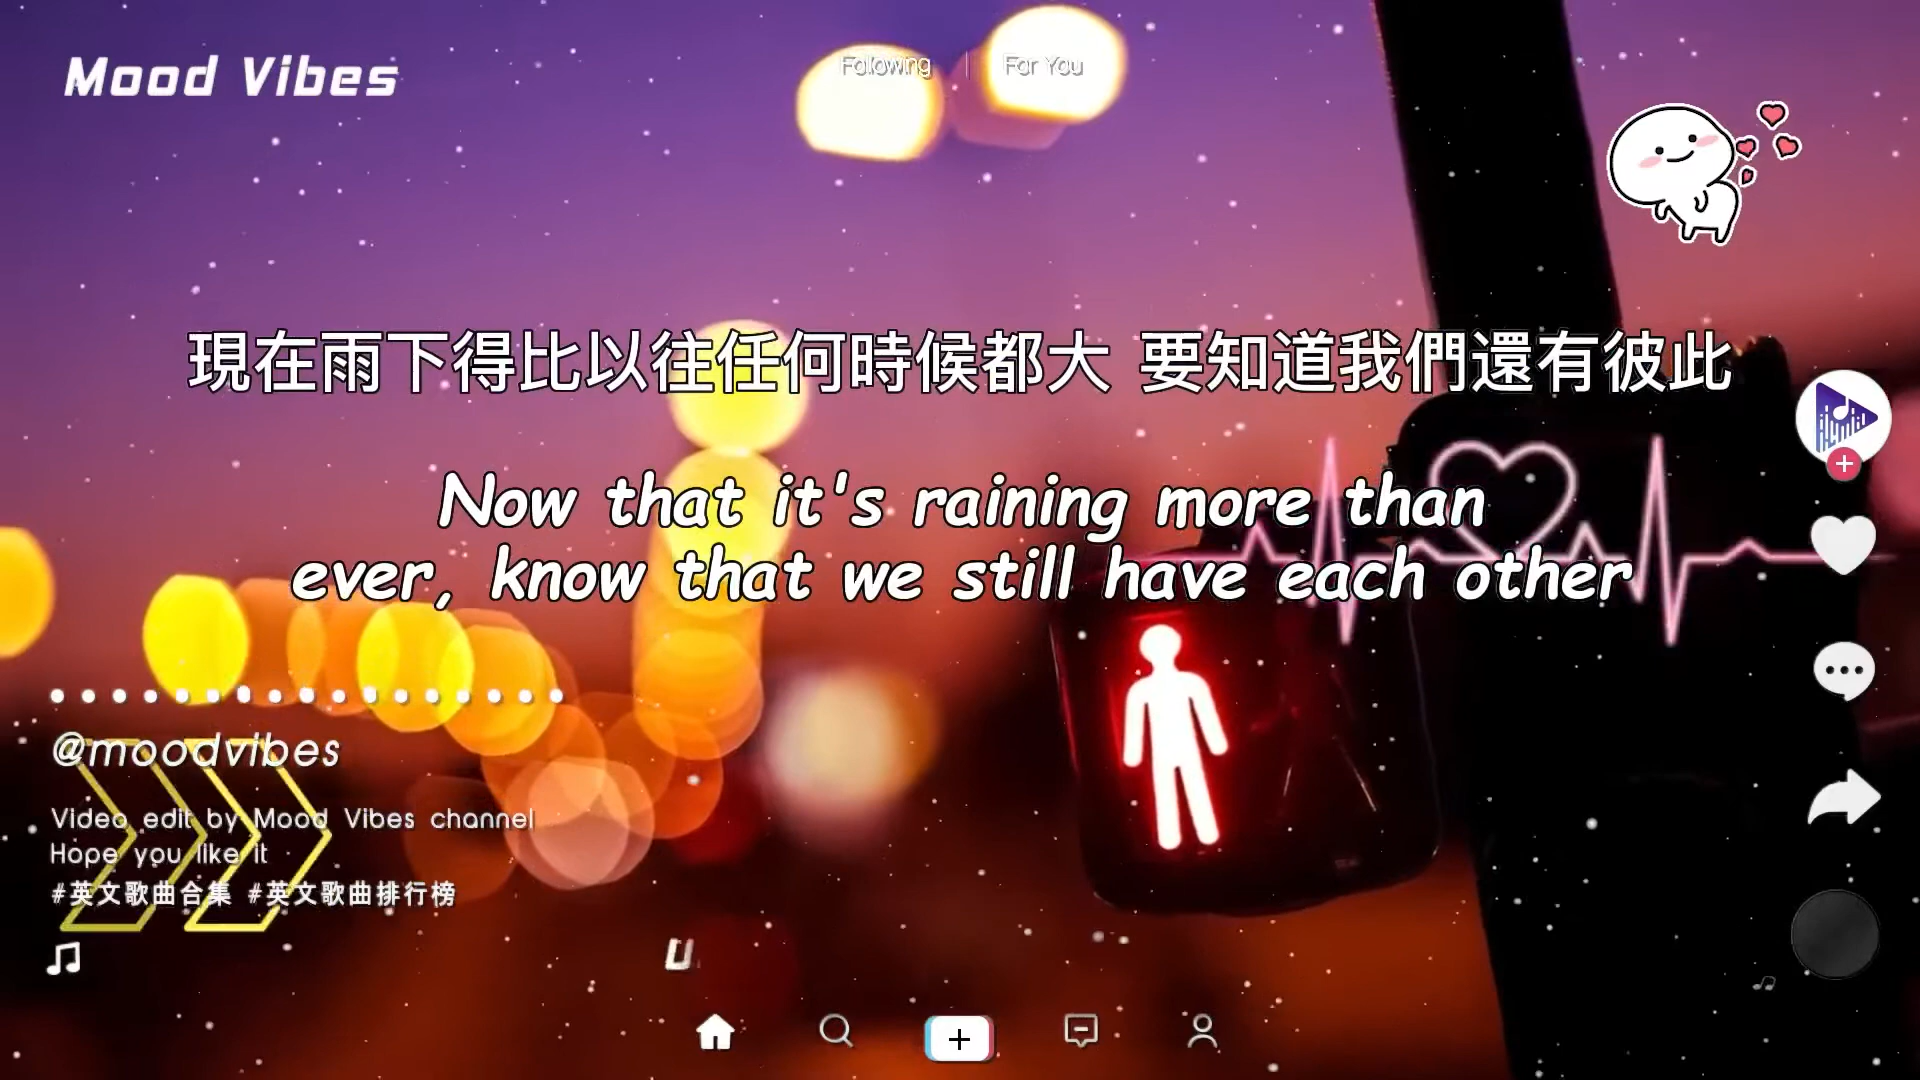 Mood Vibes
Following | For You
現在雨下得比以往任何時候都大 要知道我們還有彼此
Now that it's raining more than
ever, know that we still have each other
@moodvibes
Video edit by Mood Vibes channel
Hope you like it
#英文歌曲合集 #英文歌曲排行榜
U